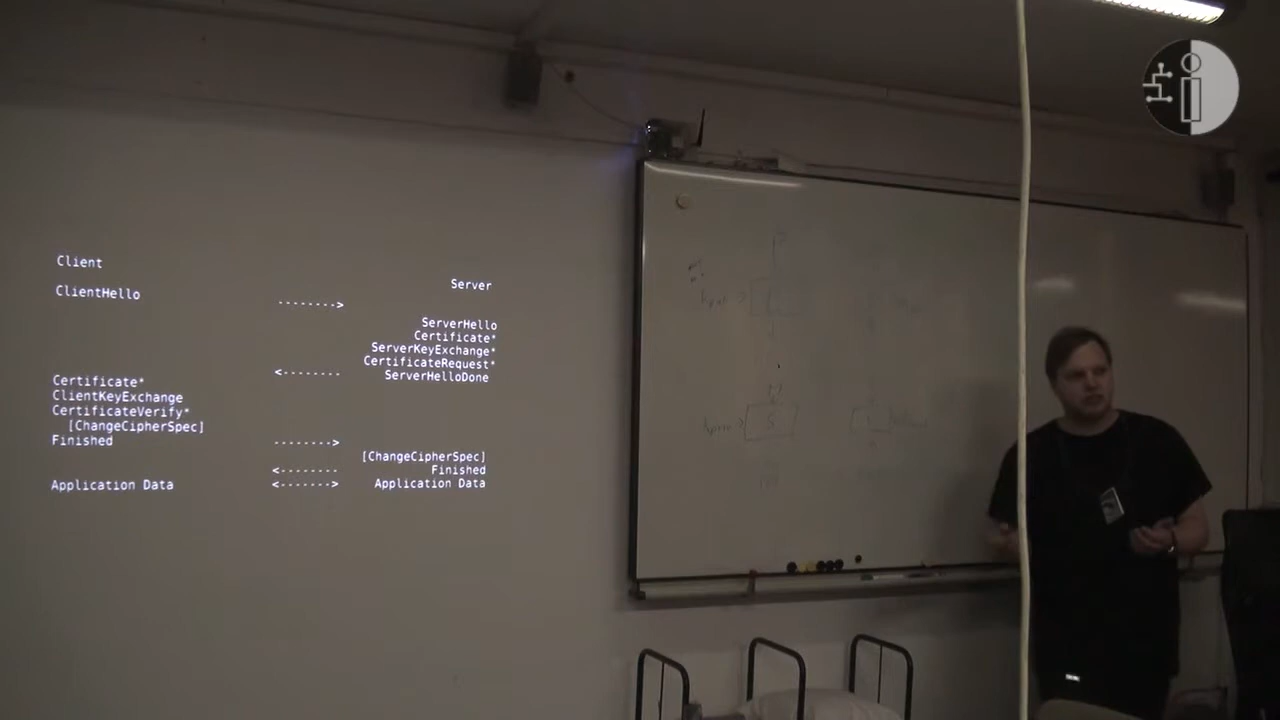 Client
Server
ClientHello -------->
ServerHello
Certificate*
ServerKeyExchange*
CertificateRequest*
<-------- ServerHelloDone
Certificate*
ClientKeyExchange
CertificateVerify*
[ChangeCipherSpec]
Finished -------->
[ChangeCipherSpec]
<-------- Finished
Application Data <-------> Application Data